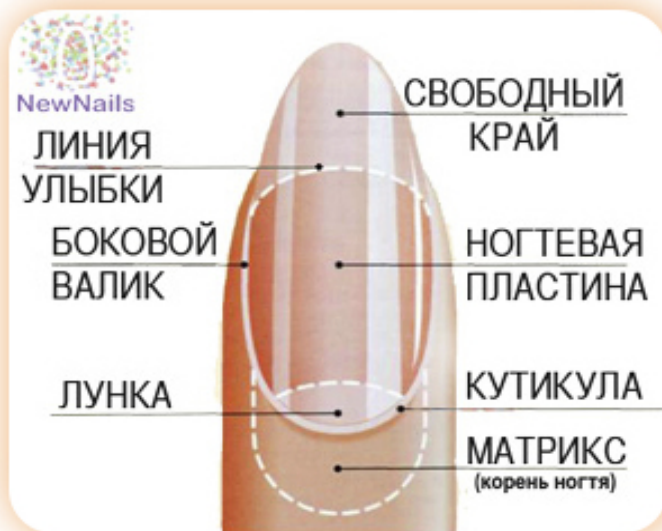 NewNails
СВОБОДНЫЙ
КРАЙ
ЛИНИЯ
УЛЫБКИ
БОКОВОЙ
ВАЛИК
НОГТЕВАЯ
ПЛАСТИНА
ЛУНКА
КУТИКУЛА
МАТРИКС
(корень ногтя)